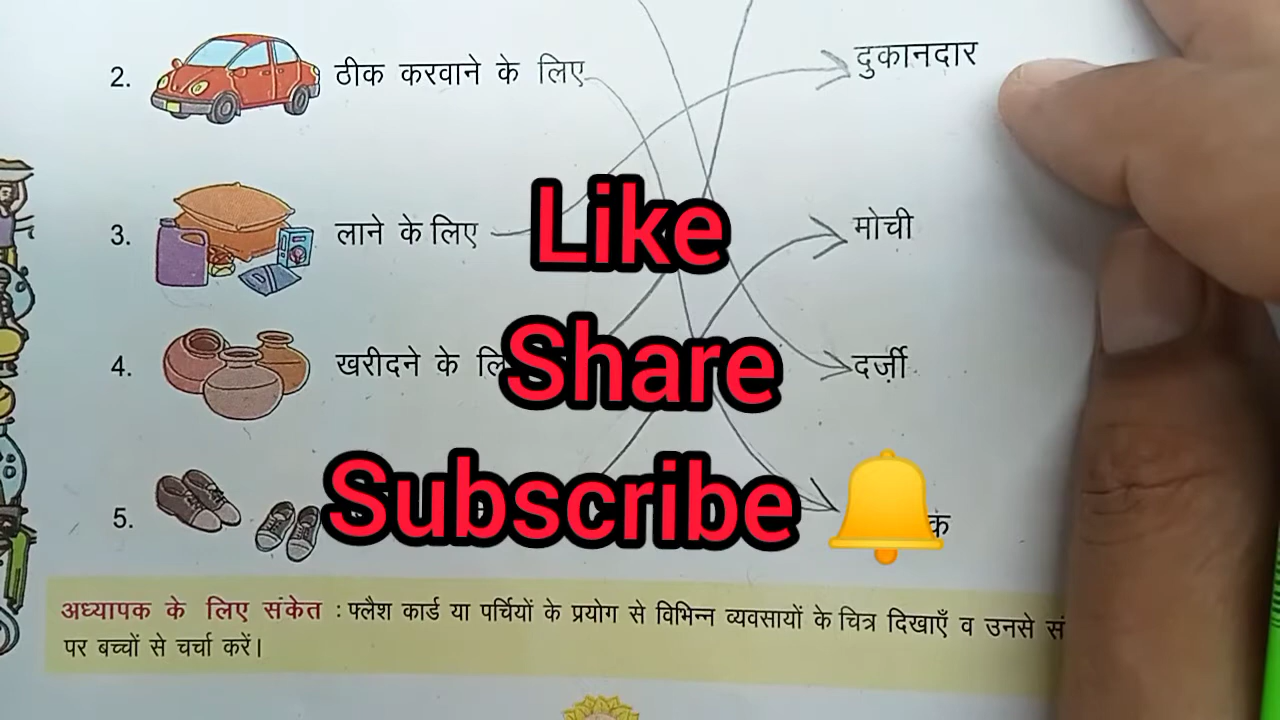 2. ठीक करवाने के लिए
दुकानदार
3. लाने के लिए
मोची
Like
4. खरीदने के
दर्ज़ी
Share
5.
Subscribe
अध्यापक के लिए संकेत : फ्लैश कार्ड या पर्चियों के प्रयोग से विभिन्न व्यवसायों के चित्र दिखाएँ व उनसे
पर बच्चों से चर्चा करें।